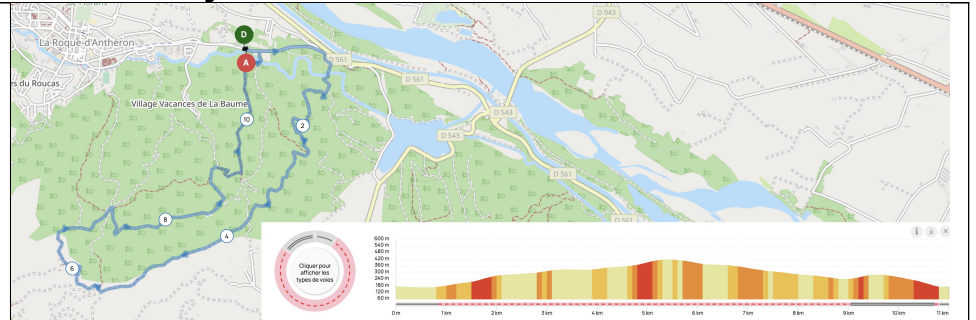 D 943
La Roque-d'Anthéron
D
A
D 561
es du Roucas
D 561
Village Vacances de La Baume
10
2
D 543
D 543
D 561
8
4
D 561
6
Cliquer pour
afficher les
types de voies
600 m
540 m
480 m
420 m
360 m
300 m
240 m
180 m
120 m
60 m
0 m
1 km
2 km
3 km
4 km
5 km
6 km
7 km
8 km
9 km
10 km
11 km